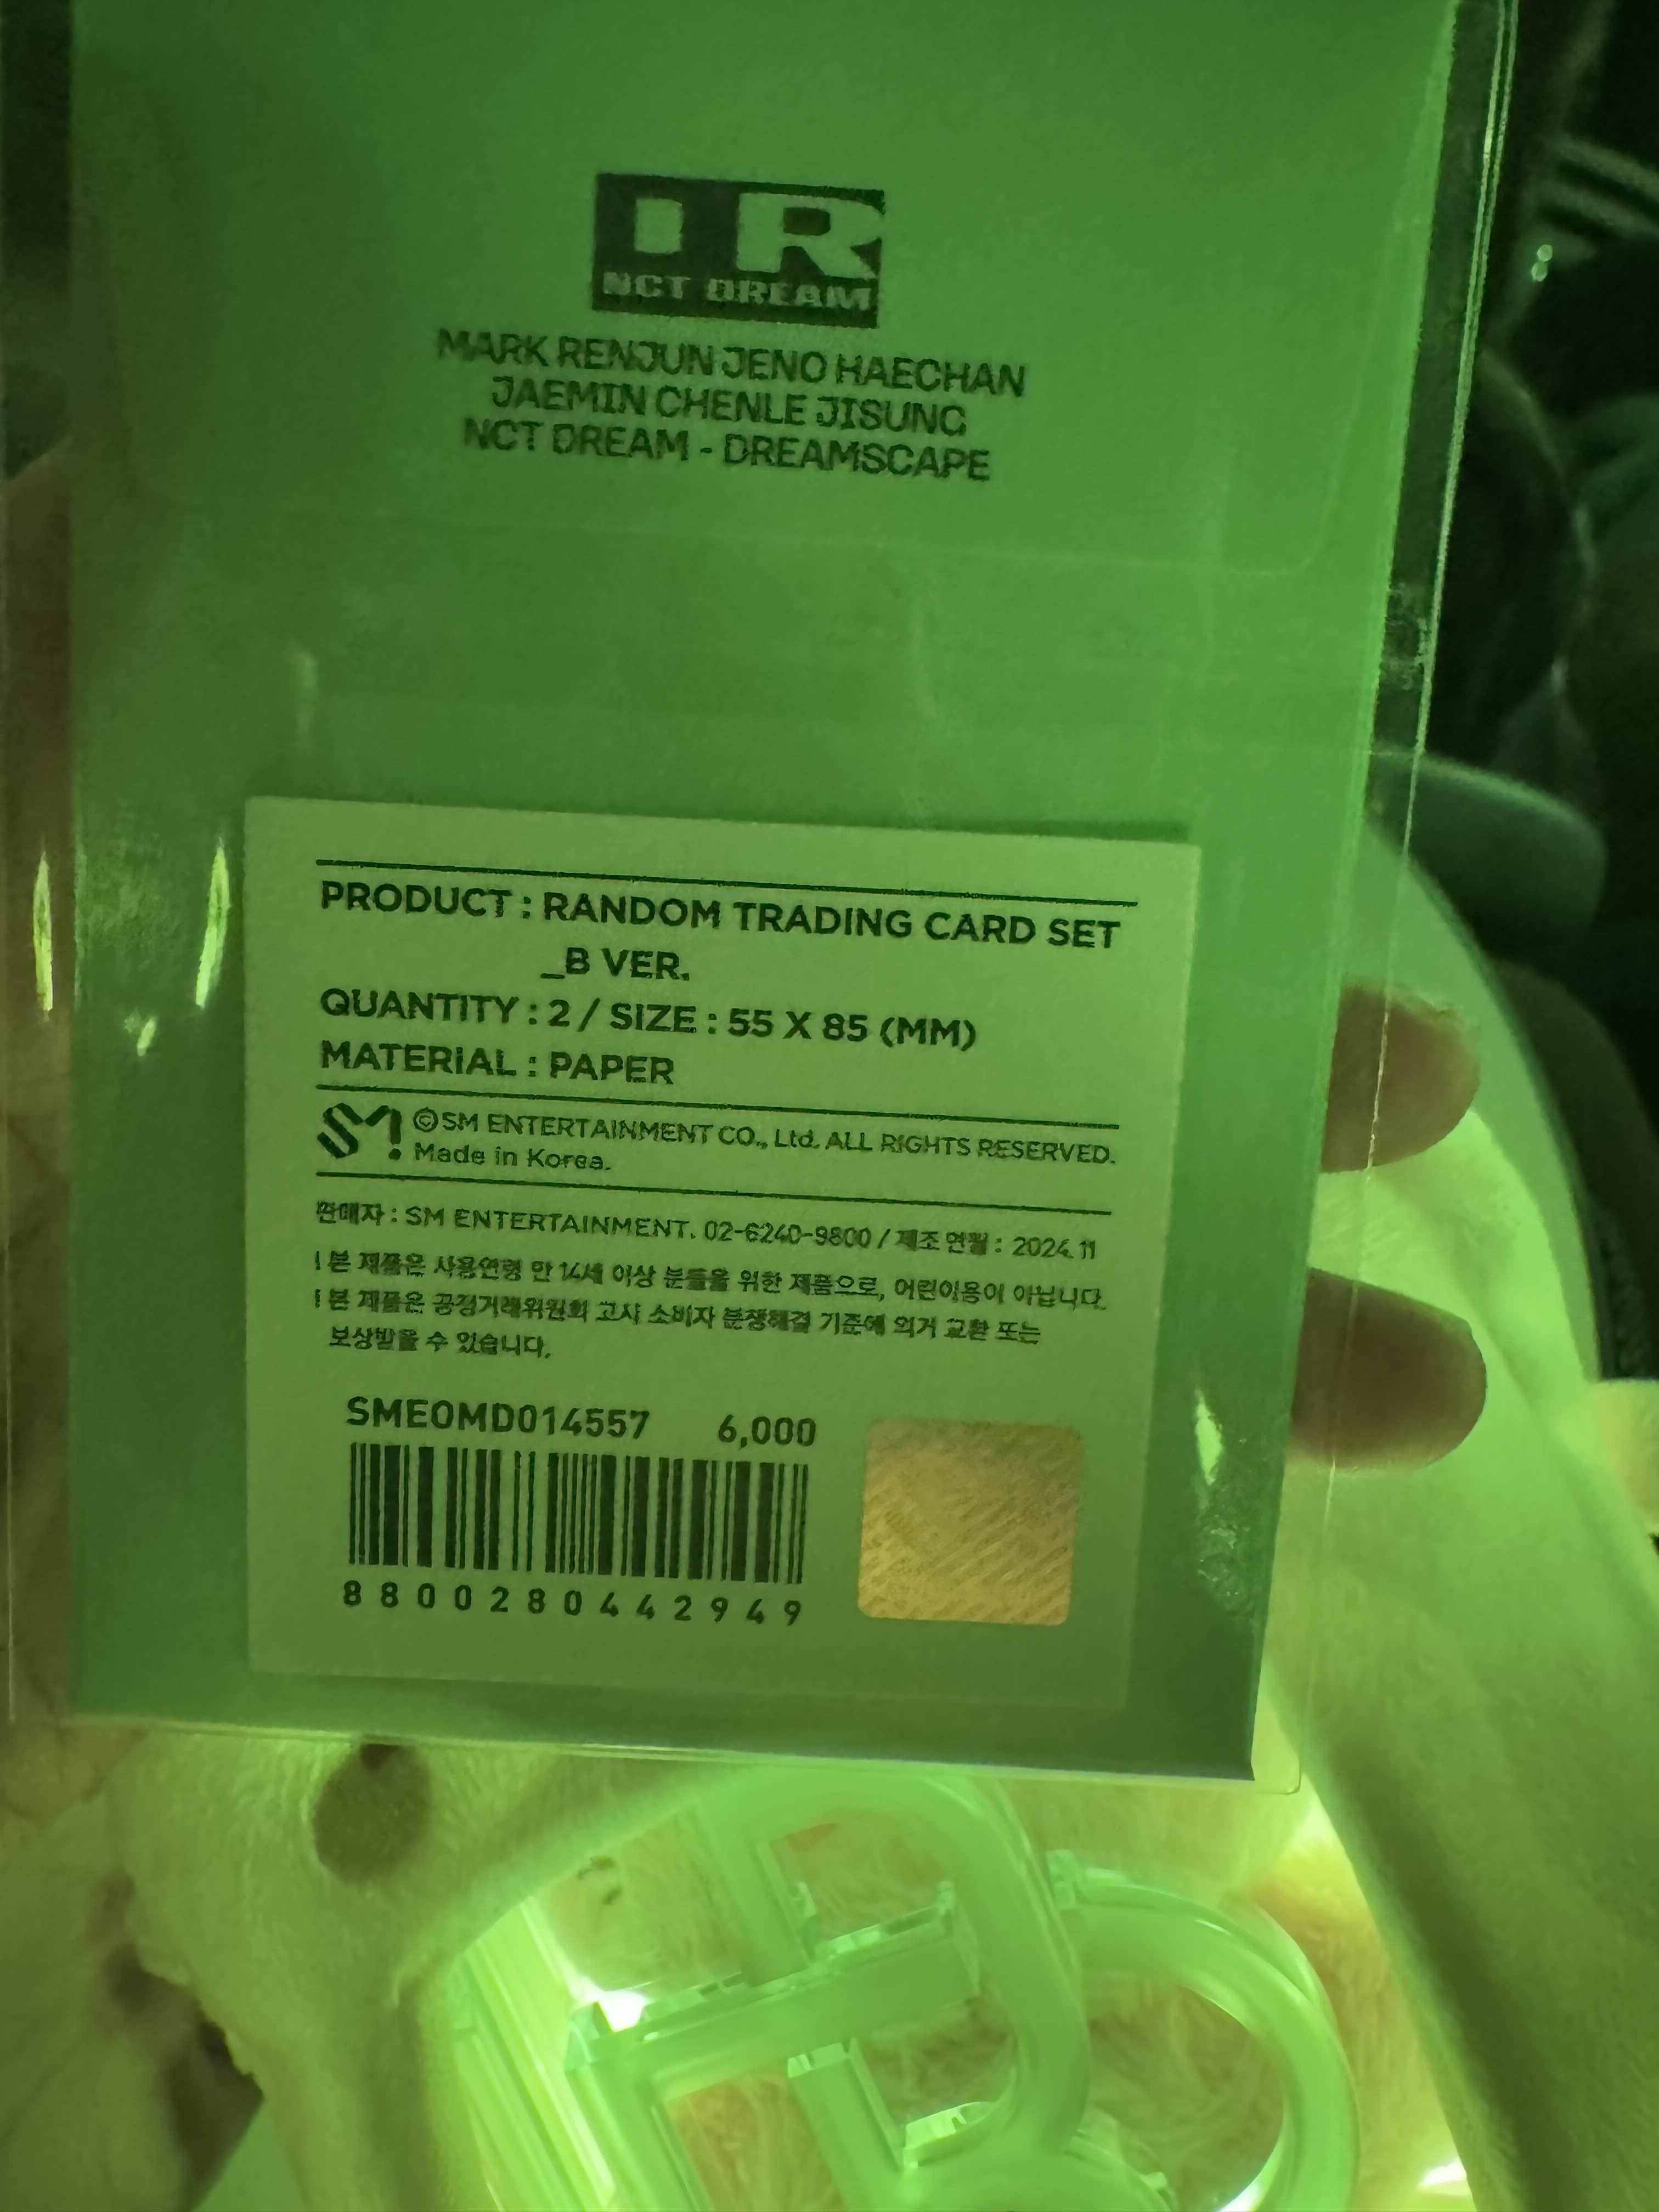 DR
NCT DREAM
MARK RENJUN JENO HAECHAN
JAEMIN CHENLE JISUNG
NCT DREAM - DREAMSCAPE
PRODUCT : RANDOM TRADING CARD SET
_B VER.
QUANTITY : 2 / SIZE : 55 X 85 (MM)
MATERIAL : PAPER
SM ©SM ENTERTAINMENT CO., Ltd. ALL RIGHTS RESERVED.
Made in Korea.
판매자 : SM ENTERTAINMENT. 02-6240-9800 / 제조연월 : 2024. 11
! 본 제품은 사용연령 만 14세 이상 분들을 위한 제품으로, 어린이용이 아닙니다.
! 본 제품은 공정거래위원회 고시 소비자 분쟁해결 기준에 의거 교환 또는
보상받을 수 있습니다.
SMEOMD014557 6,000
8800280442949